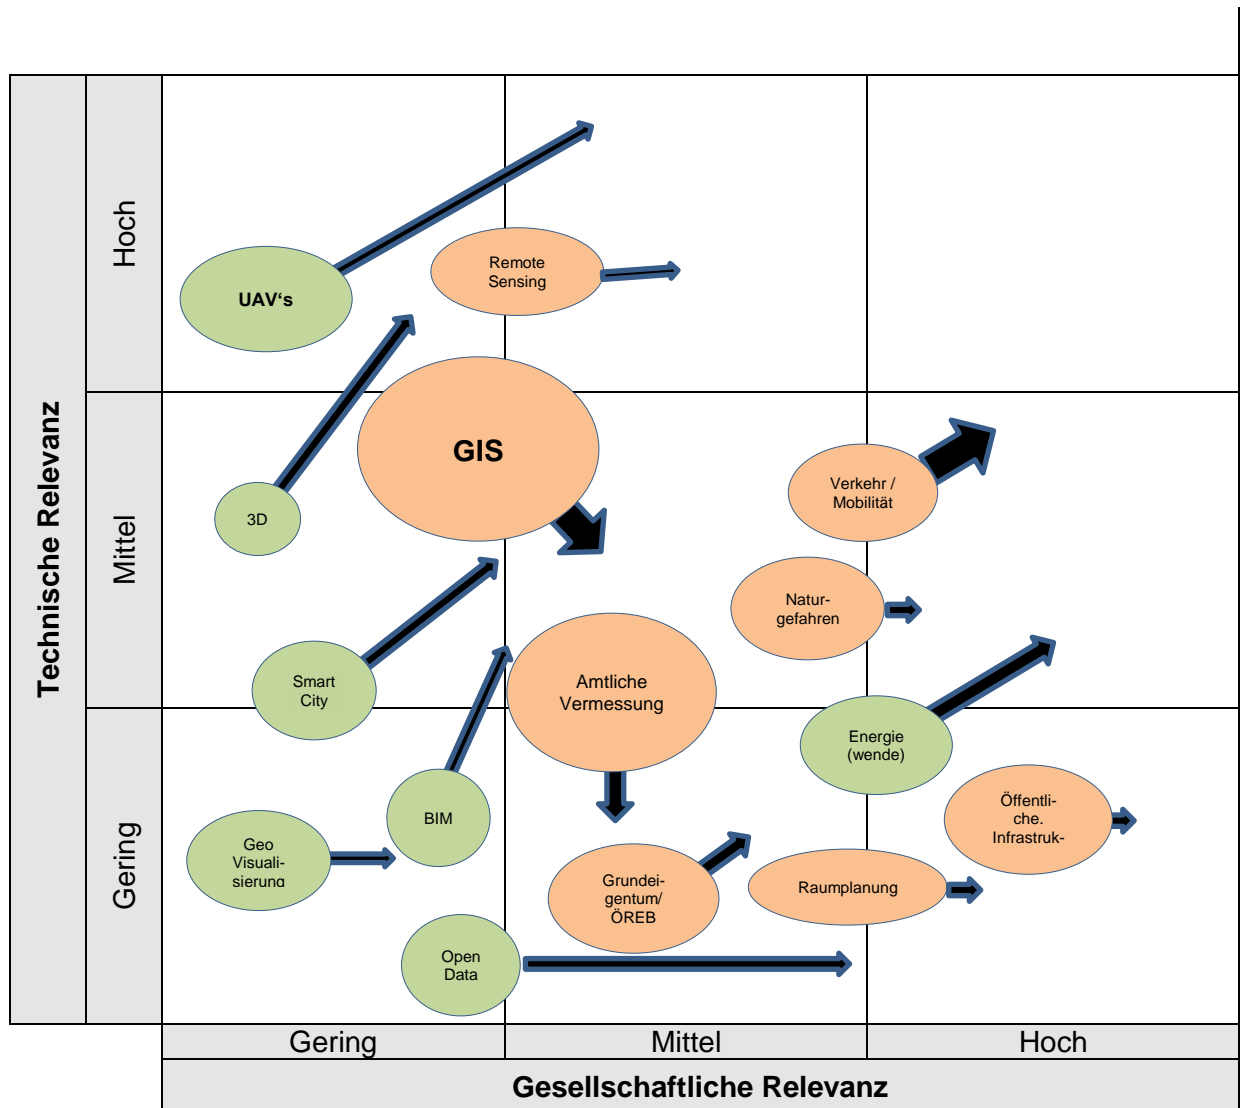 Technische Relevanz
Hoch
Mittel
Gering
UAV‘s
Remote
Sensing
GIS
3D
Verkehr /
Mobilität
Natur-
gefahren
Smart
City
Amtliche
Vermessung
Energie
(wende)
BIM
Öffentli-
che.
Infrastruk-
Geo
Visuali-
sierung
Grundei-
gentum/
ÖREB
Raumplanung
Open
Data
Gering
Mittel
Hoch
Gesellschaftliche Relevanz